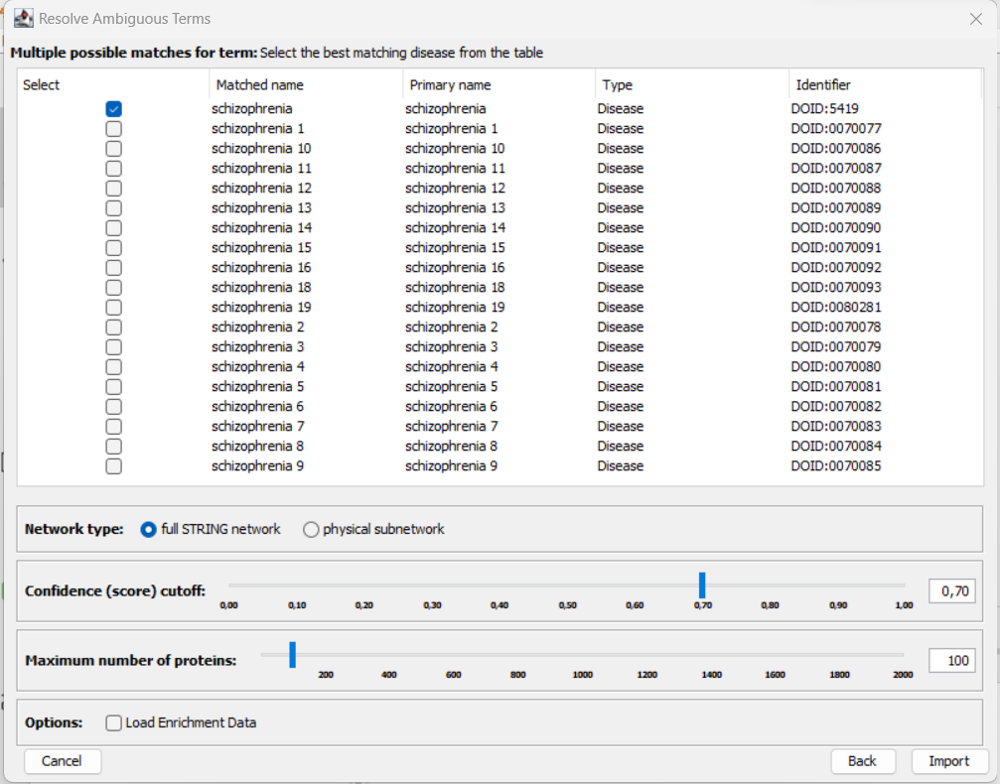 Resolve Ambiguous Terms
Multiple possible matches for term: Select the best matching disease from the table
Select Matched name Primary name Type Identifier
schizophrenia schizophrenia Disease DOID:5419
schizophrenia 1 schizophrenia 1 Disease DOID:0070077
schizophrenia 10 schizophrenia 10 Disease DOID:0070086
schizophrenia 11 schizophrenia 11 Disease DOID:0070087
schizophrenia 12 schizophrenia 12 Disease DOID:0070088
schizophrenia 13 schizophrenia 13 Disease DOID:0070089
schizophrenia 14 schizophrenia 14 Disease DOID:0070090
schizophrenia 15 schizophrenia 15 Disease DOID:0070091
schizophrenia 16 schizophrenia 16 Disease DOID:0070092
schizophrenia 18 schizophrenia 18 Disease DOID:0070093
schizophrenia 19 schizophrenia 19 Disease DOID:0080281
schizophrenia 2 schizophrenia 2 Disease DOID:0070078
schizophrenia 3 schizophrenia 3 Disease DOID:0070079
schizophrenia 4 schizophrenia 4 Disease DOID:0070080
schizophrenia 5 schizophrenia 5 Disease DOID:0070081
schizophrenia 6 schizophrenia 6 Disease DOID:0070082
schizophrenia 7 schizophrenia 7 Disease DOID:0070083
schizophrenia 8 schizophrenia 8 Disease DOID:0070084
schizophrenia 9 schizophrenia 9 Disease DOID:0070085
Network type: full STRING network physical subnetwork
Confidence (score) cutoff: 0,70
0,00 0,10 0,20 0,30 0,40 0,50 0,60 0,70 0,80 0,90 1,00
Maximum number of proteins: 100
200 400 600 800 1000 1200 1400 1600 1800 2000
Options: Load Enrichment Data
Cancel Back Import